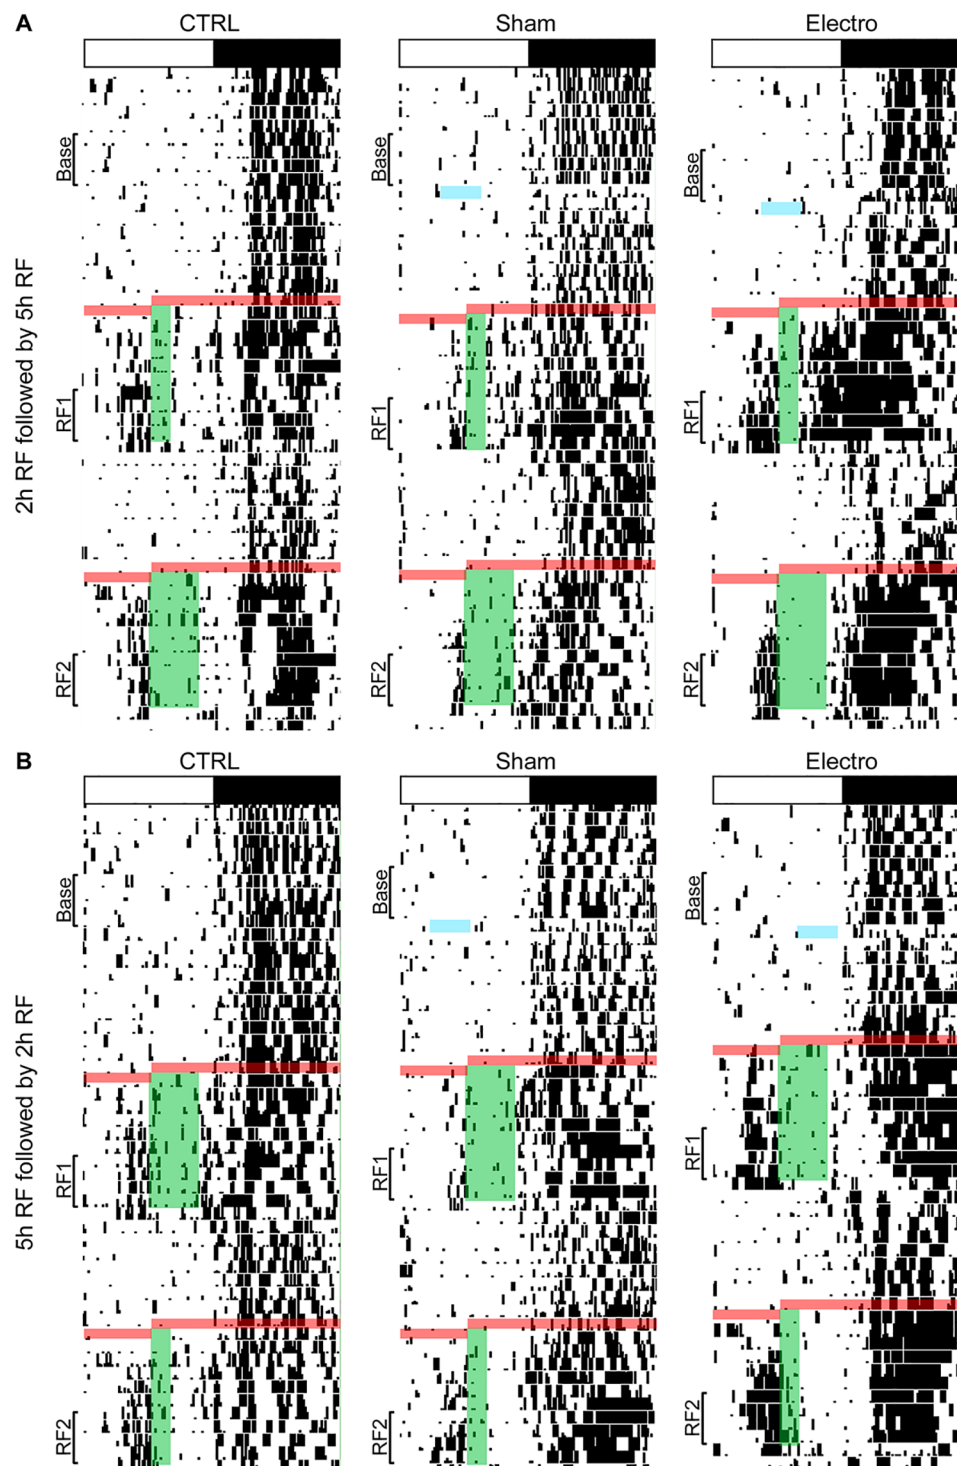 A
CTRL
Sham
Electro
2h RF followed by 5h RF
Base
RF1
RF2
Base
RF1
RF2
Base
RF1
RF2
B
CTRL
Sham
Electro
5h RF followed by 2h RF
Base
RF1
RF2
Base
RF1
RF2
Base
RF1
RF2